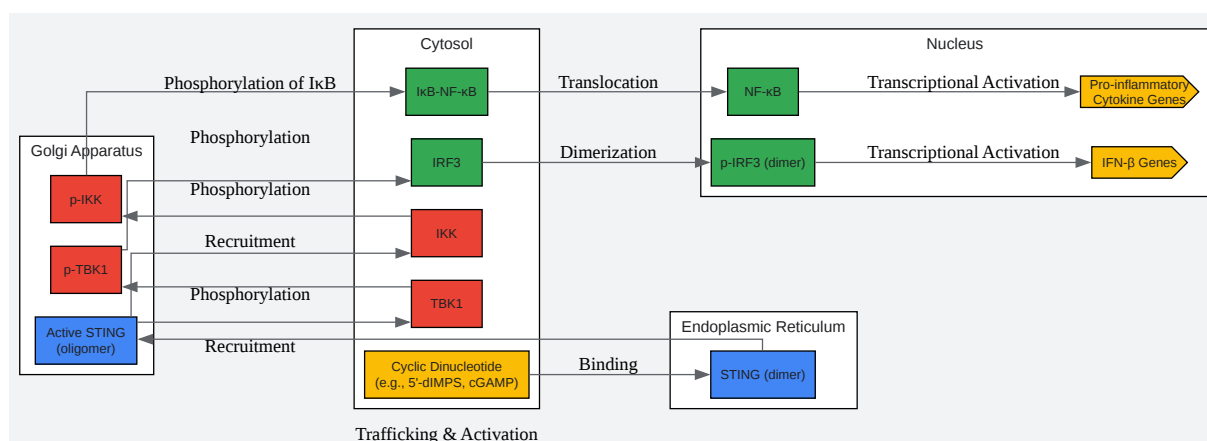 Cytosol
Nucleus
Phosphorylation of IκB
IκB-NF-κB
Translocation
NF-κB
Transcriptional Activation
Pro-inflammatory
Cytokine Genes
Phosphorylation
Golgi Apparatus
IRF3
Dimerization
p-IRF3 (dimer)
Transcriptional Activation
IFN-β Genes
p-IKK
Phosphorylation
IKK
Recruitment
p-TBK1
Phosphorylation
TBK1
Active STING
(oligomer)
Recruitment
Endoplasmic Reticulum
Cyclic Dinucleotide
(e.g., 5'-dIMPS, cGAMP)
Binding
STING (dimer)
Trafficking & Activation